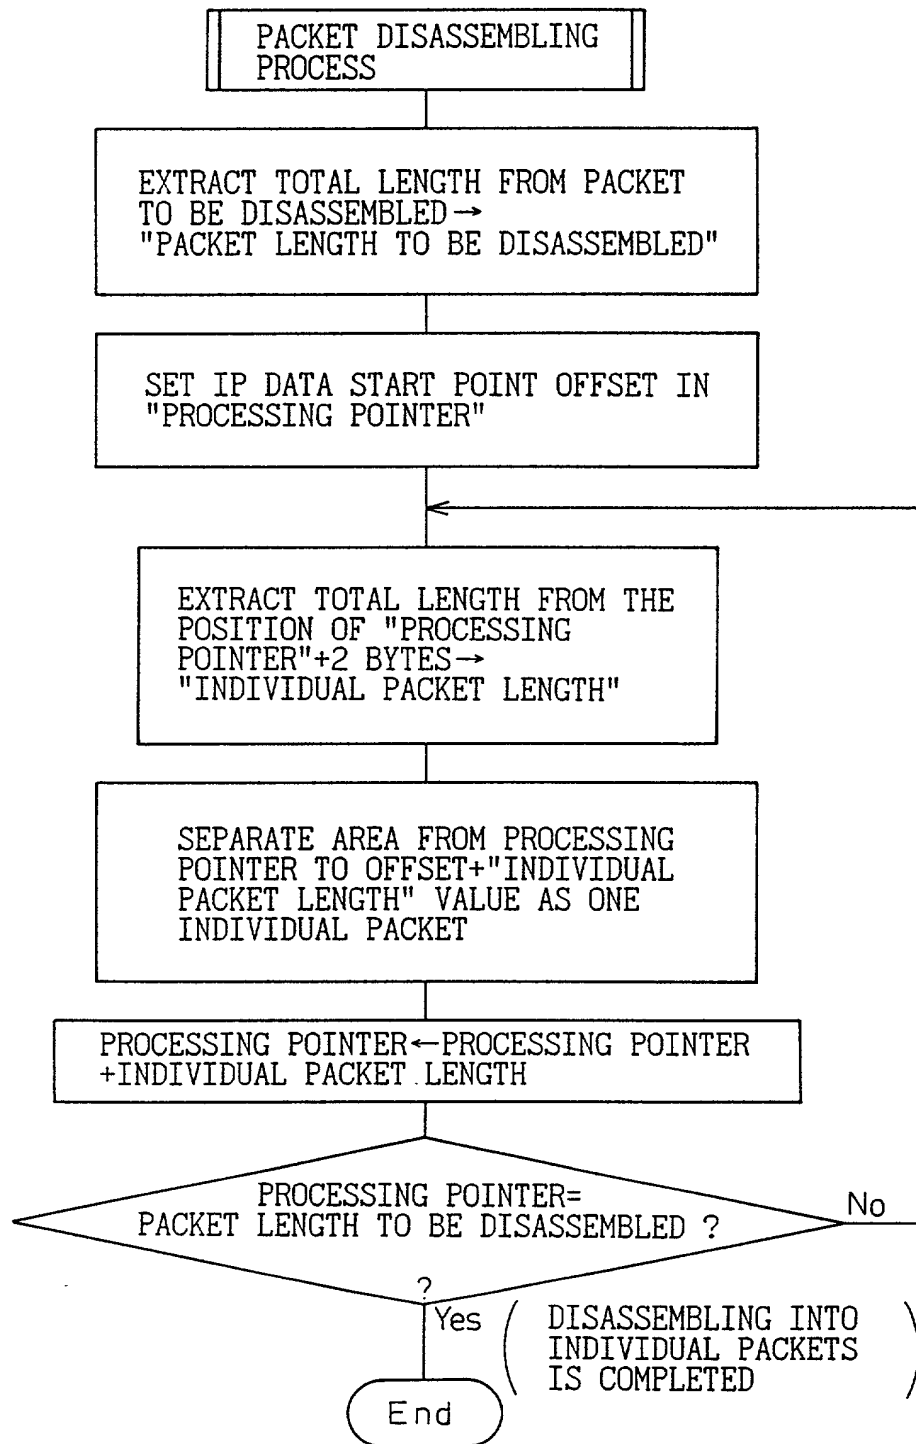 PACKET DISASSEMBLING
PROCESS
EXTRACT TOTAL LENGTH FROM PACKET
TO BE DISASSEMBLED→
"PACKET LENGTH TO BE DISASSEMBLED"
SET IP DATA START POINT OFFSET IN
"PROCESSING POINTER"
EXTRACT TOTAL LENGTH FROM THE
POSITION OF "PROCESSING
POINTER"+2 BYTES→
"INDIVIDUAL PACKET LENGTH"
SEPARATE AREA FROM PROCESSING
POINTER TO OFFSET+"INDIVIDUAL
PACKET LENGTH" VALUE AS ONE
INDIVIDUAL PACKET
PROCESSING POINTER←PROCESSING POINTER
+INDIVIDUAL PACKET LENGTH
PROCESSING POINTER=
PACKET LENGTH TO BE DISASSEMBLED ?
No
?
Yes
( DISASSEMBLING INTO
INDIVIDUAL PACKETS
IS COMPLETED )
End